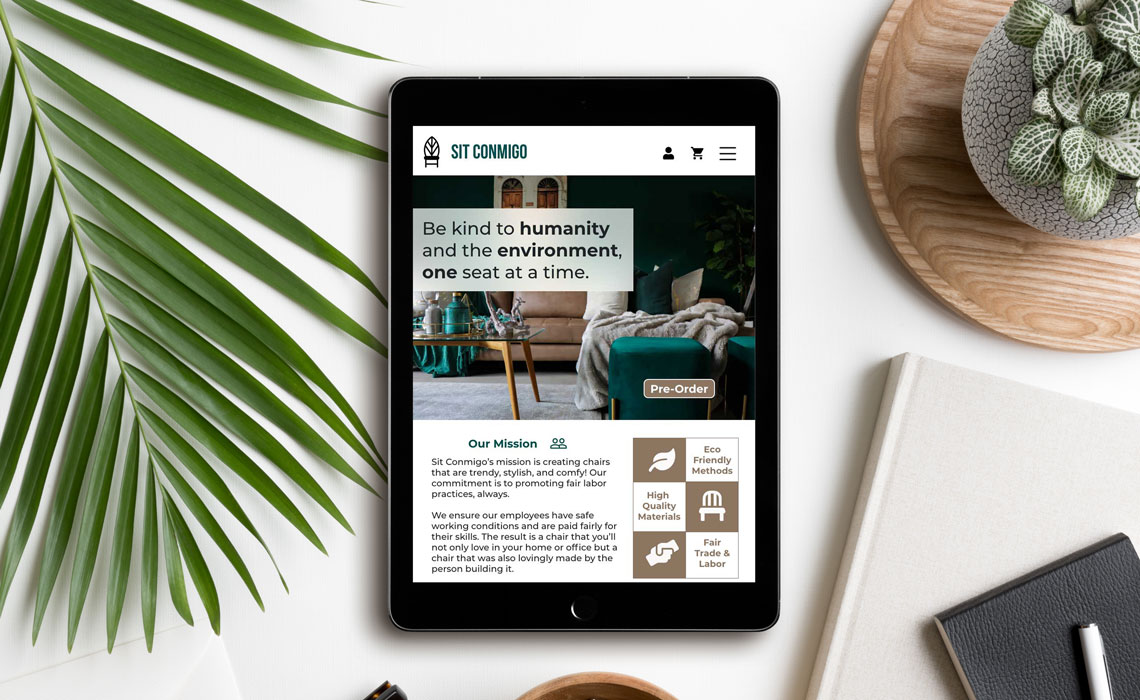 SIT CONMIGO
Be kind to humanity
and the environment,
one seat at a time.
Pre-Order
Our Mission
Sit Conmigo's mission is creating chairs
that are trendy, stylish, and comfy! Our
commitment is to promoting fair labor
practices, always.
We ensure our employees have safe
working conditions and are paid fairly for
their skills. The result is a chair that you'll
not only love in your home or office but a
chair that was also lovingly made by the
person building it.
Eco
Friendly
Methods
High
Quality
Materials
Fair
Trade &
Labor